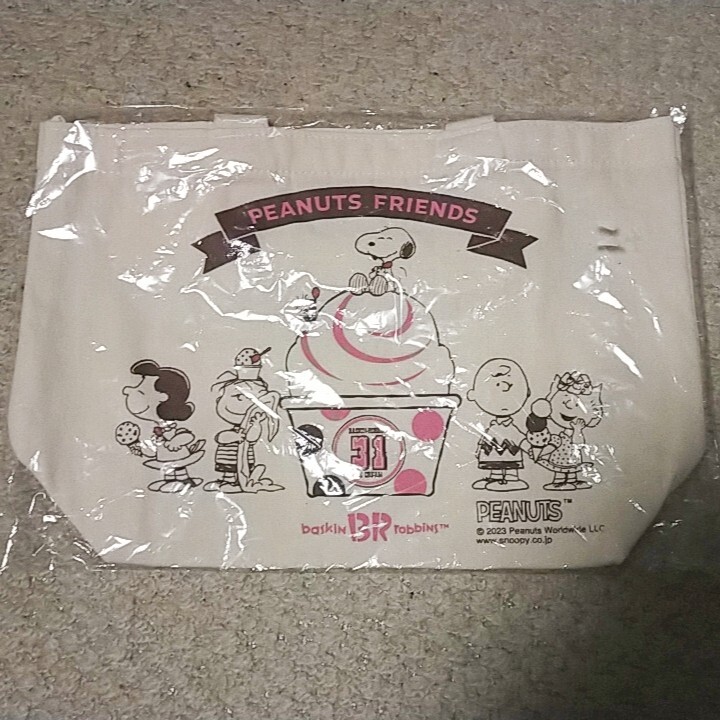 PEANUTS FRIENDS
31
baskin BR robbins™
PEANUTS™
© 2023 Peanuts Worldwide LLC
www.snoopy.co.jp